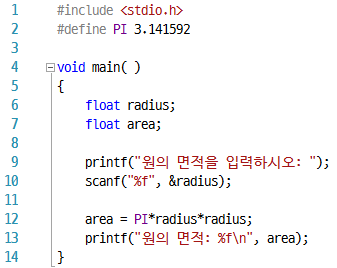 1 #include <stdio.h>
2 #define PI 3.141592
3
4 void main( )
5 {
6 float radius;
7 float area;
8
9 printf("원의 면적을 입력하시오: ");
10 scanf("%f", &radius);
11
12 area = PI*radius*radius;
13 printf("원의 면적: %f\n", area);
14 }